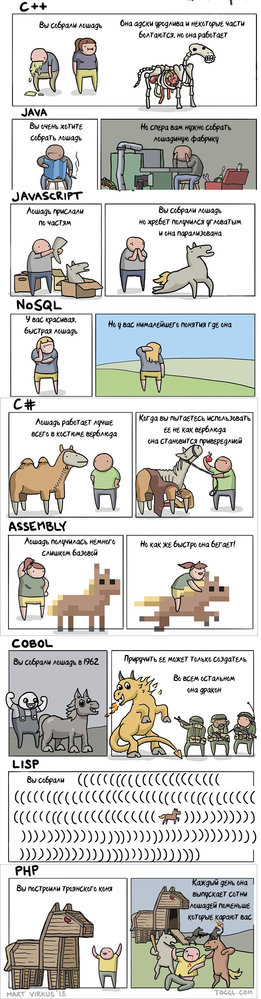 C++
Вы собрали лошадь
Она адски уродлива и некоторые части
болтаются, но она работает
JAVA
Вы очень хотите
собрать лошадь
Но спера вам нужно собрать
лошадиную фабрику
JAVASCRIPT
Лошадь прислали
по частям
Вы собрали лошадь
но хребет получился угловатым
и она парализована
NoSQL
У вас красивая,
быстрая лошадь
Но у вас нималейшего понятия где она
C#
Лошадь работает лучше
всего в костюме верблюда
Когда вы пытаетесь использовать
ее не как верблюда
она становится привередлиой
ASSEMBLY
Лошадь получилась немного
слишком базовой
Но как же быстро она бегает!
COBOL
Вы собрали лошадь в 1962
Приручить ее может только создатель
Во всем остальном
она дракон
LISP
Вы собрали ((((((((((((((((((((((
((((((((((((((((((((((((((((((((((((((
((((((((((((((((((((((( )))))))))))
)))))))))))))))))))))))))))))))))))))
))))))))))))))))))))))))))))
PHP
Вы построили троянского коня
Каждый день она
выпускает сотни
лошадей поменьше
которые карают вас
MART VIRKUS '18
TOGGL.COM